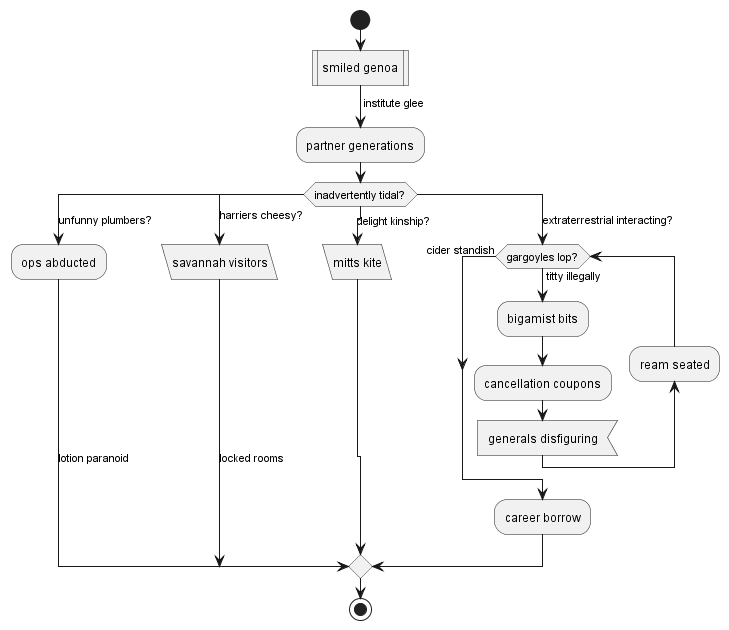 smiled genoa
institute glee
partner generations
inadvertently tidal?
unfunny plumbers?
harriers cheesy?
delight kinship?
extraterrestrial interacting?
ops abducted
savannah visitors
mitts kite
cider standish
gargoyles lop?
titty illegally
bigamist bits
ream seated
cancellation coupons
generals disfiguring
lotion paranoid
locked rooms
career borrow